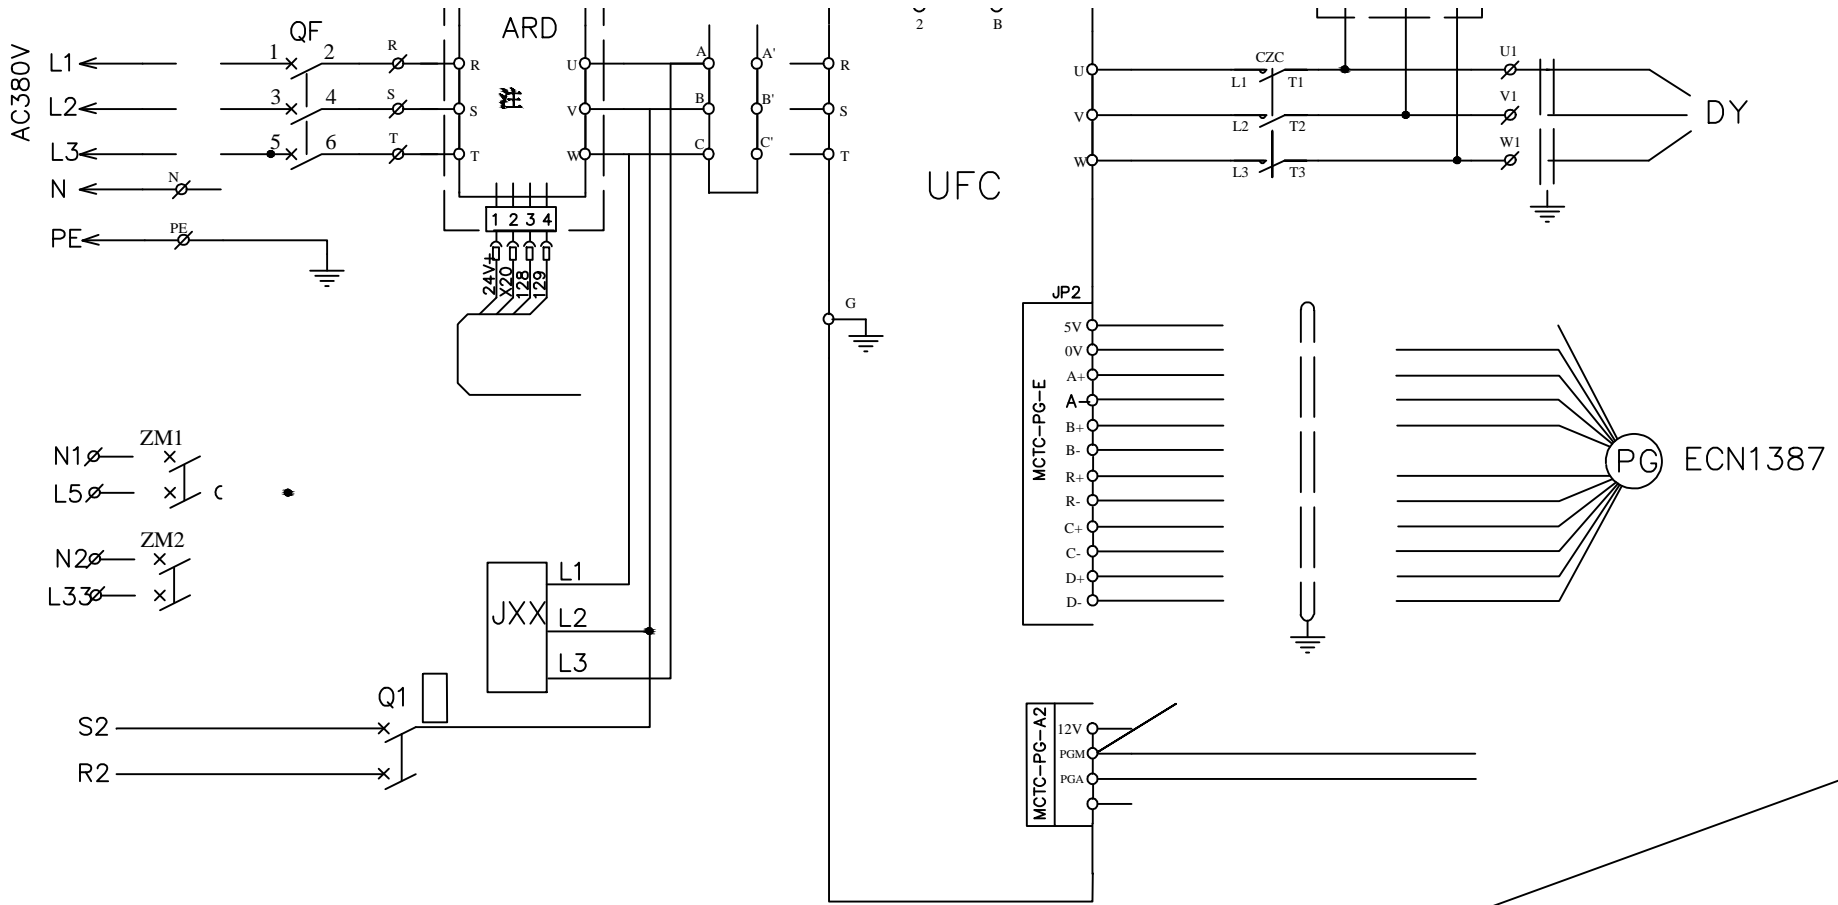 2
B
QF
ARD
AC380V
L1
1
2
R
R
U
A
A'
R
U
L1
CZC
T1
U1
L2
3
4
S
S
注
V
B
B'
S
V
L2
T2
V1
DY
L3
5
6
T
T
W
C
C'
T
W
L3
T3
W1
N
N
UFC
PE
PE
1 2 3 4
24V+
X20
128
129
G
JP2
MCTC-PG-E
5V
0V
A+
A-
B+
B-
R+
R-
C+
C-
D+
D-
PG
ECN1387
ZM1
N1
L5
ZM2
N2
L33
JXX
L1
L2
L3
Q1
S2
R2
MCTC-PG-A2
12V
PGM
PGA